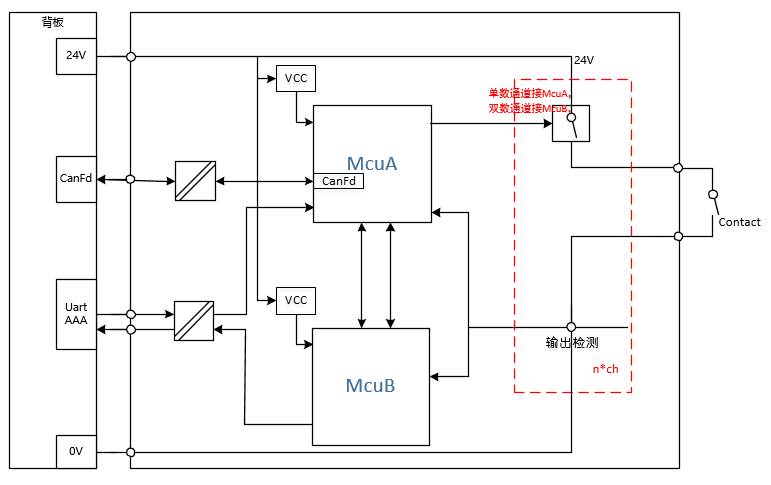 背板
24V
24V
VCC
单数通道接McuA，
双数通道接McuB，
McuA
CanFd
CanFd
Contact
Uart
AAA
VCC
输出检测
n*ch
McuB
0V